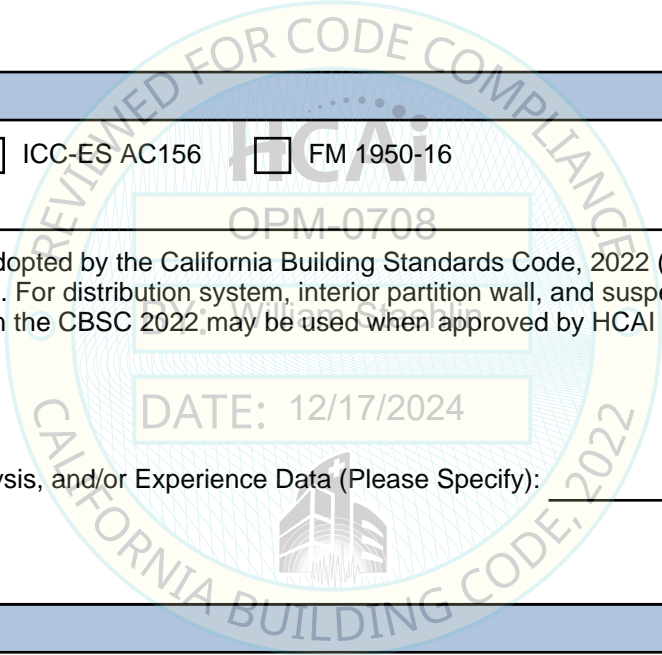 REVIEWED FOR CODE COMPLIANCE
HCAi
ICC-ES AC156 FM 1950-16
OPM-0708
dopted by the California Building Standards Code, 2022 (
. For distribution system, interior partition wall, and susp
n the CBSC 2022 may be used when approved by HCAI
BY: William Staehlin
DATE: 12/17/2024
ysis, and/or Experience Data (Please Specify):
CALIFORNIA BUILDING CODE, 2022